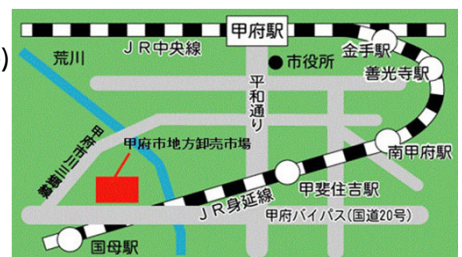 )
甲府駅
JR中央線
金手駅
荒川
市役所
善光寺駅
平和通り
甲府市地方卸売市場
甲府市川三郷線
南甲府駅
甲斐住吉駅
JR身延線
甲府バイパス(国道20号)
国母駅